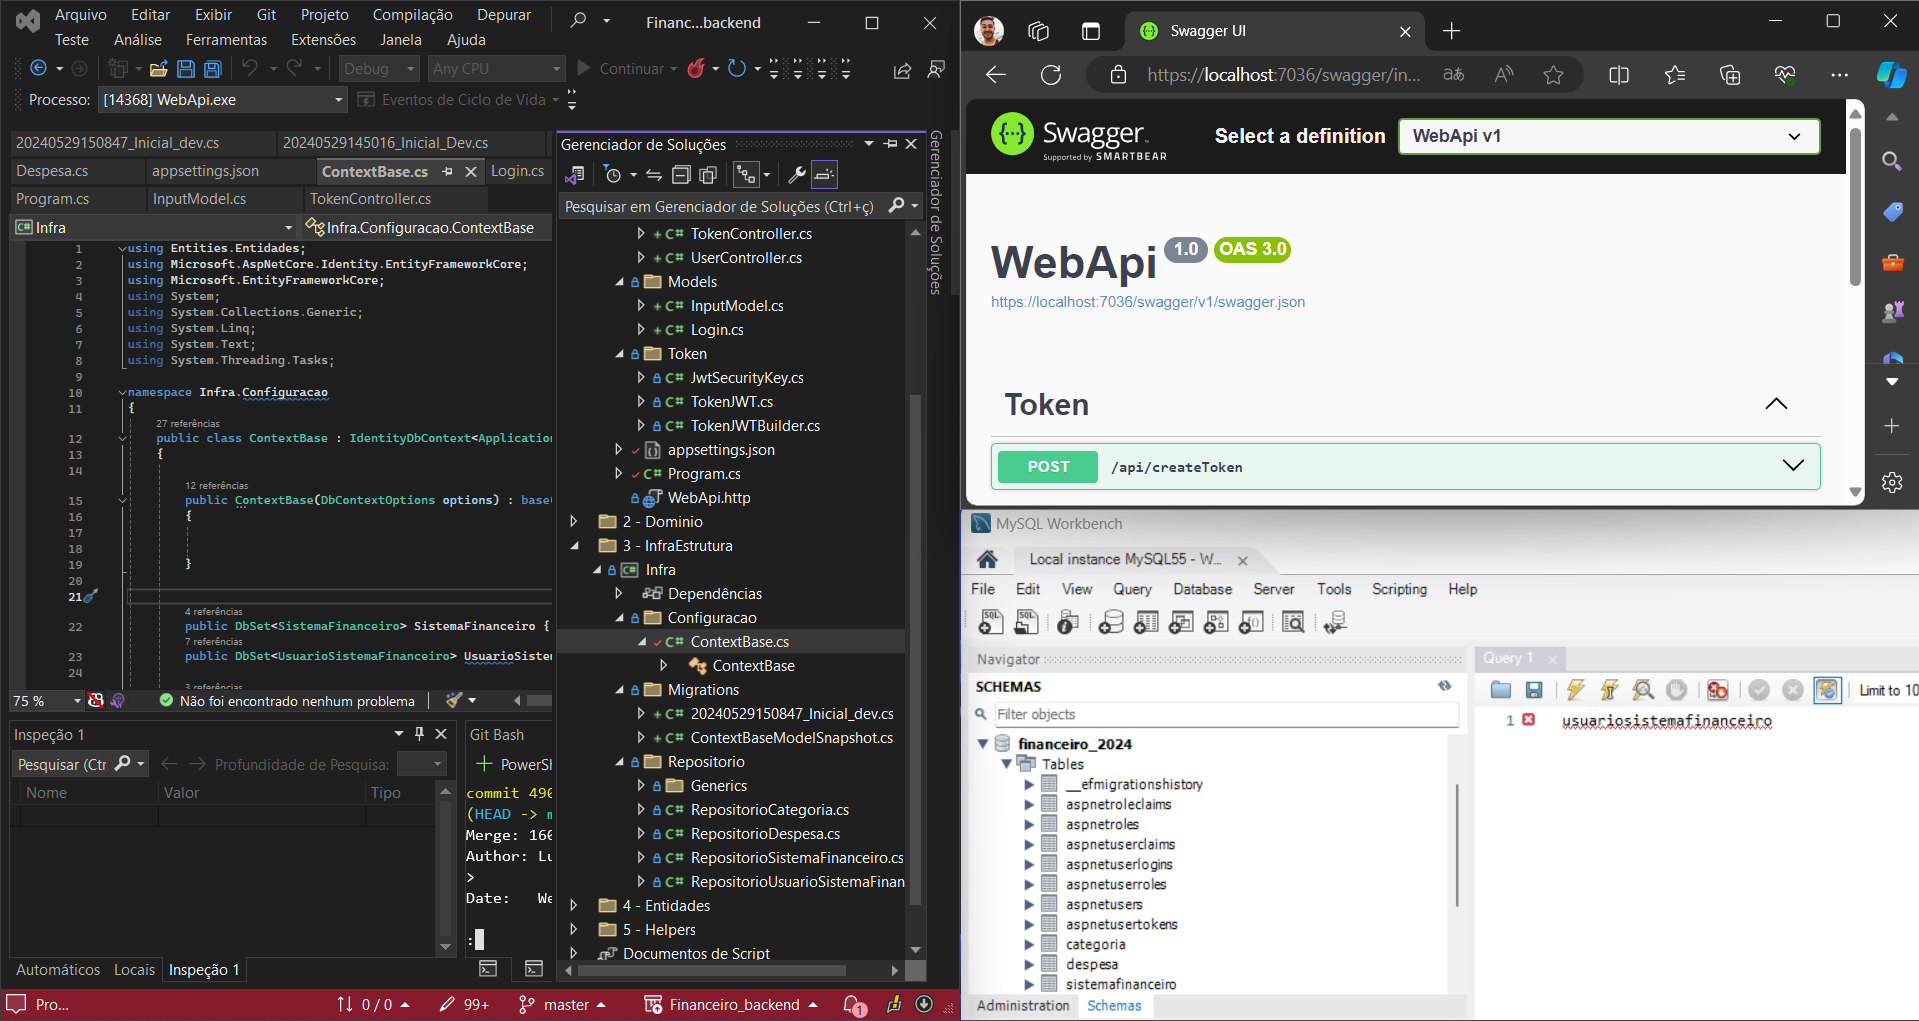 Arquivo Editar Exibir Git Projeto Compilação Depurar
Financ...backend
Teste Análise Ferramentas Extensões Janela Ajuda
Debug Any CPU Continuar
Processo: [14368] WebApi.exe Eventos de Ciclo de Vida
20240529150847_Inicial_dev.cs 20240529145016_Inicial_Dev.cs
Despesa.cs appsettings.json ContextBase.cs Login.cs
Program.cs InputModel.cs TokenController.cs
Infra Infra.Configuracao.ContextBase
1 using Entities.Entidades;
2 using Microsoft.AspNetCore.Identity.EntityFrameworkCore;
3 using Microsoft.EntityFrameworkCore;
4 using System;
5 using System.Collections.Generic;
6 using System.Linq;
7 using System.Text;
8 using System.Threading.Tasks;
9
10 namespace Infra.Configuracao
11 {
27 referências
12 public class ContextBase : IdentityDbContext<Application
13 {
14
12 referências
15 public ContextBase(DbContextOptions options) : base(
16 {
17
18
19 }
20
21
4 referências
22 public DbSet<SistemaFinanceiro> SistemaFinanceiro {
7 referências
23 public DbSet<UsuarioSistemaFinanceiro> UsuarioSistem
24
3 referências
75 % Não foi encontrado nenhum problema
Inspeção 1
Pesquisar (Ctr Profundidade de Pesquisa:
Nome Valor Tipo
Automáticos Locais Inspeção 1
Git Bash
PowerSh
commit 490
(HEAD -> m
Merge: 160
Author: Lu
>
Date: We
:
Gerenciador de Soluções
Pesquisar em Gerenciador de Soluções (Ctrl+ç)
TokenController.cs
UserController.cs
Models
InputModel.cs
Login.cs
Token
JwtSecurityKey.cs
TokenJWT.cs
TokenJWTBuilder.cs
appsettings.json
Program.cs
WebApi.http
2 - Dominio
3 - InfraEstrutura
Infra
Dependências
Configuracao
ContextBase.cs
ContextBase
Migrations
20240529150847_Inicial_dev.cs
ContextBaseModelSnapshot.cs
Repositorio
Generics
RepositorioCategoria.cs
RepositorioDespesa.cs
RepositorioSistemaFinanceiro.cs
RepositorioUsuarioSistemaFinan
4 - Entidades
5 - Helpers
Documentos de Script
Gerenciador de Soluções
Pro... 0 / 0 99+ master Financeiro_backend 1
Swagger UI
https://localhost:7036/swagger/in...
Swagger
Supported by SMARTBEAR
Select a definition WebApi v1
WebApi 1.0 OAS 3.0
https://localhost:7036/swagger/v1/swagger.json
Token
POST /api/createToken
MySQL Workbench
Local instance MySQL55 - W...
File Edit View Query Database Server Tools Scripting Help
Navigator
SCHEMAS
Filter objects
financeiro_2024
Tables
__efmigrationshistory
aspnetroleclaims
aspnetroles
aspnetuserclaims
aspnetuserlogins
aspnetuserroles
aspnetusers
aspnetusertokens
categoria
despesa
sistemafinanceiro
Administration Schemas
Query 1
Limit to 10
1 usuariosistemafinanceiro